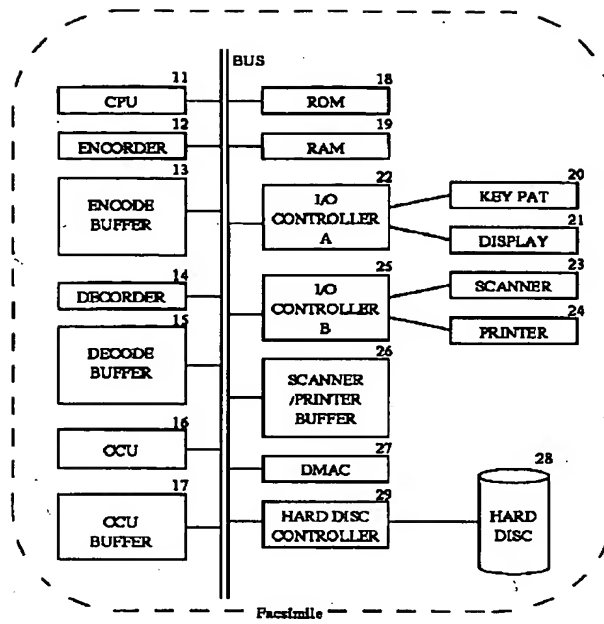 BUS
11
CPU
12
ENCORDER
13
ENCODE
BUFFER
14
DECORDER
15
DECODE
BUFFER
16
CCU
17
CCU
BUFFER
18
ROM
19
RAM
22
I/O
CONTROLLER
A
20
KEY PAT
21
DISPLAY
25
I/O
CONTROLLER
B
23
SCANNER
24
PRINTER
26
SCANNER
/PRINTER
BUFFER
27
DMAC
29
HARD DISC
CONTROLLER
28
HARD
DISC
Facsimile